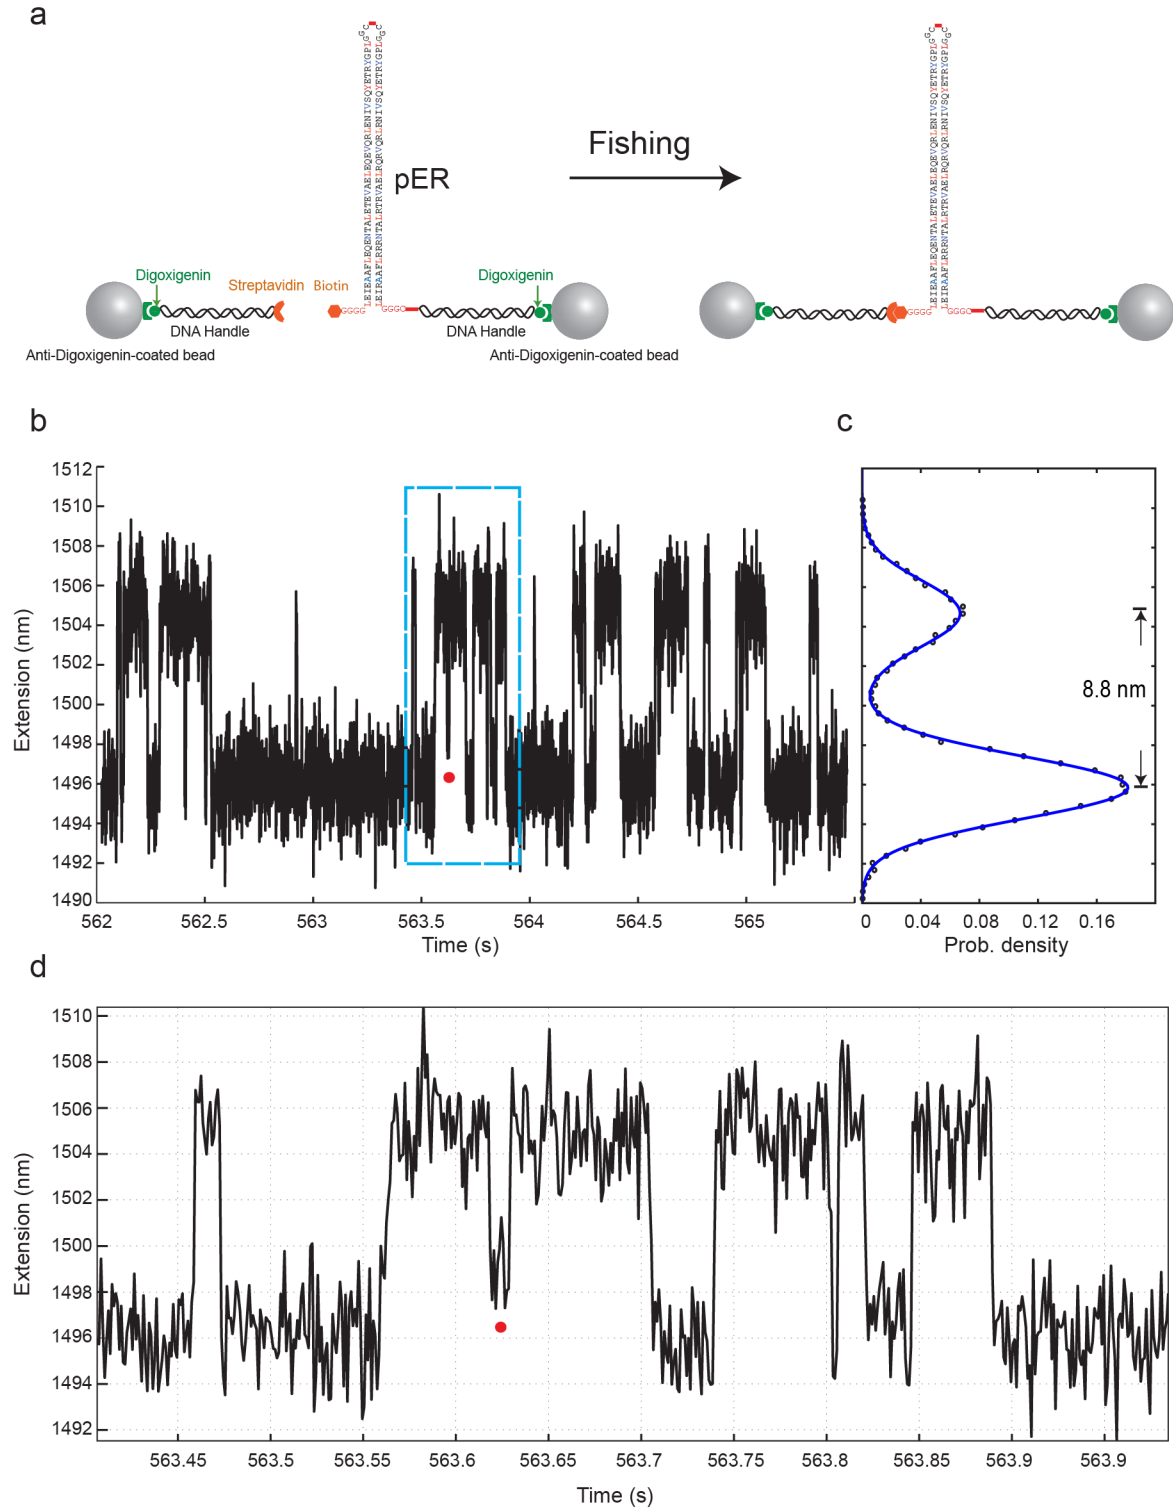 a
Fishing
pER
Digoxigenin
Streptavidin
Biotin
Digoxigenin
GGGG
GGGC
GGGG
GGGC
DNA Handle
DNA Handle
Anti-Digoxigenin-coated bead
Anti-Digoxigenin-coated bead
b
c
1512
1510
1508
1506
1504
1502
1500
1498
1496
1494
1492
1490
Extension (nm)
562
562.5
563
563.5
564
564.5
565
Time (s)
8.8 nm
0
0.04
0.08
0.12
0.16
Prob. density
d
1510
1508
1506
1504
1502
1500
1498
1496
1494
1492
Extension (nm)
563.45
563.5
563.55
563.6
563.65
563.7
563.75
563.8
563.85
563.9
563.9
Time (s)